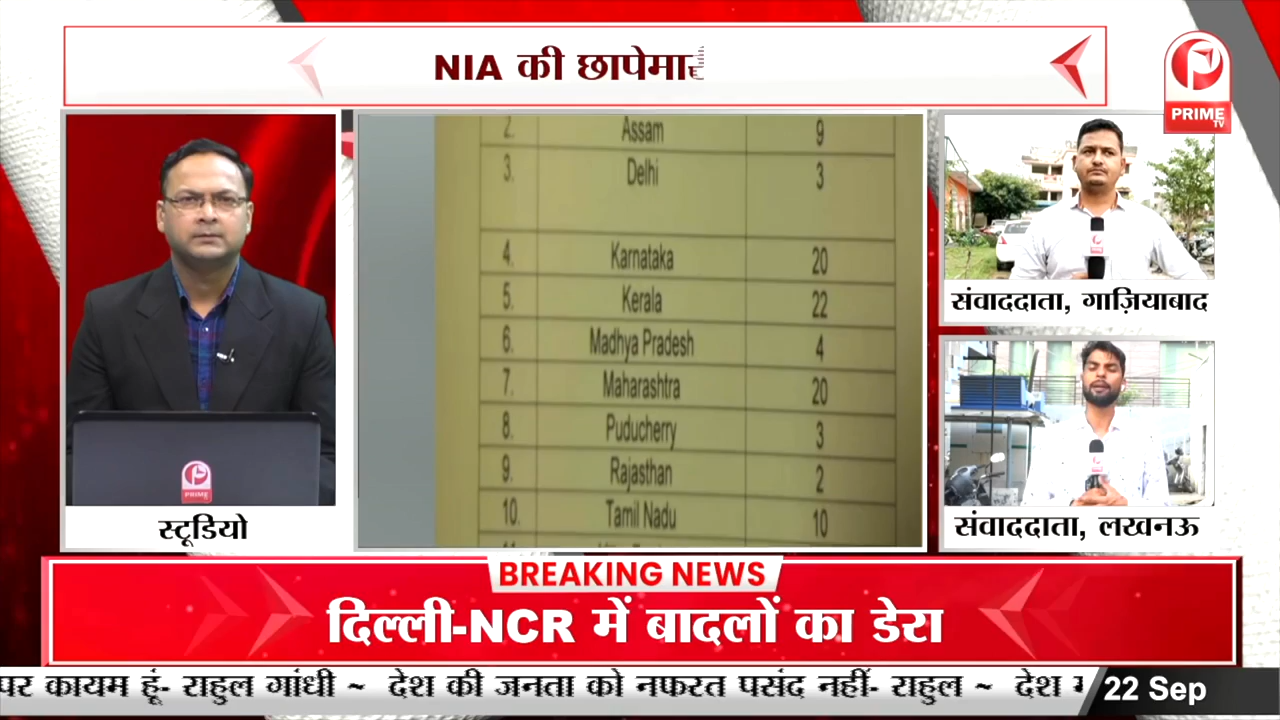 NIA की छापेमारी
PRIME
TV
2. Assam 9
3. Delhi 3
4. Karnataka 20
5. Kerala 22
6. Madhya Pradesh 4
7. Maharashtra 20
8. Puducherry 3
9. Rajasthan 2
10. Tamil Nadu 10
PRIME
स्टूडियो
संवाददाता, गाज़ियाबाद
संवाददाता, लखनऊ
BREAKING NEWS
दिल्ली-NCR में बादलों का डेरा
पर कायम हूं- राहुल गांधी ~ देश की जनता को नफरत पसंद नहीं- राहुल ~ देश
22 Sep